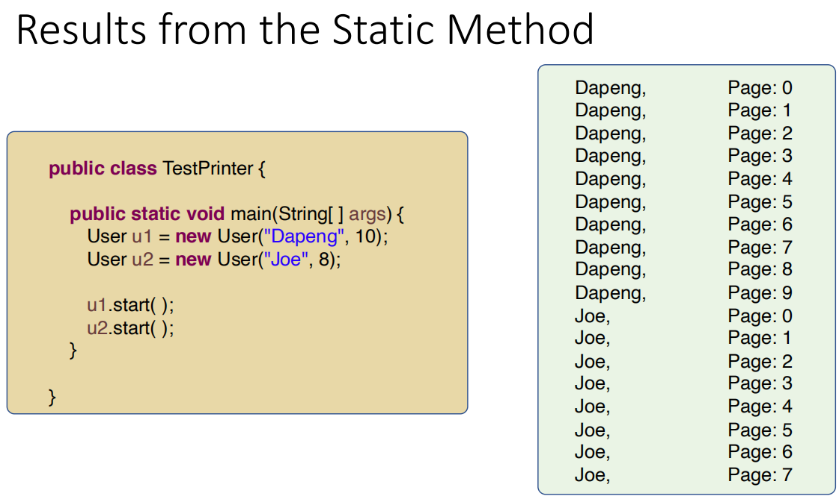 Results from the Static Method
public class TestPrinter {
public static void main(String[ ] args) {
User u1 = new User("Dapeng", 10);
User u2 = new User("Joe", 8);
u1.start( );
u2.start( );
}
}
Dapeng, Page: 0
Dapeng, Page: 1
Dapeng, Page: 2
Dapeng, Page: 3
Dapeng, Page: 4
Dapeng, Page: 5
Dapeng, Page: 6
Dapeng, Page: 7
Dapeng, Page: 8
Dapeng, Page: 9
Joe, Page: 0
Joe, Page: 1
Joe, Page: 2
Joe, Page: 3
Joe, Page: 4
Joe, Page: 5
Joe, Page: 6
Joe, Page: 7